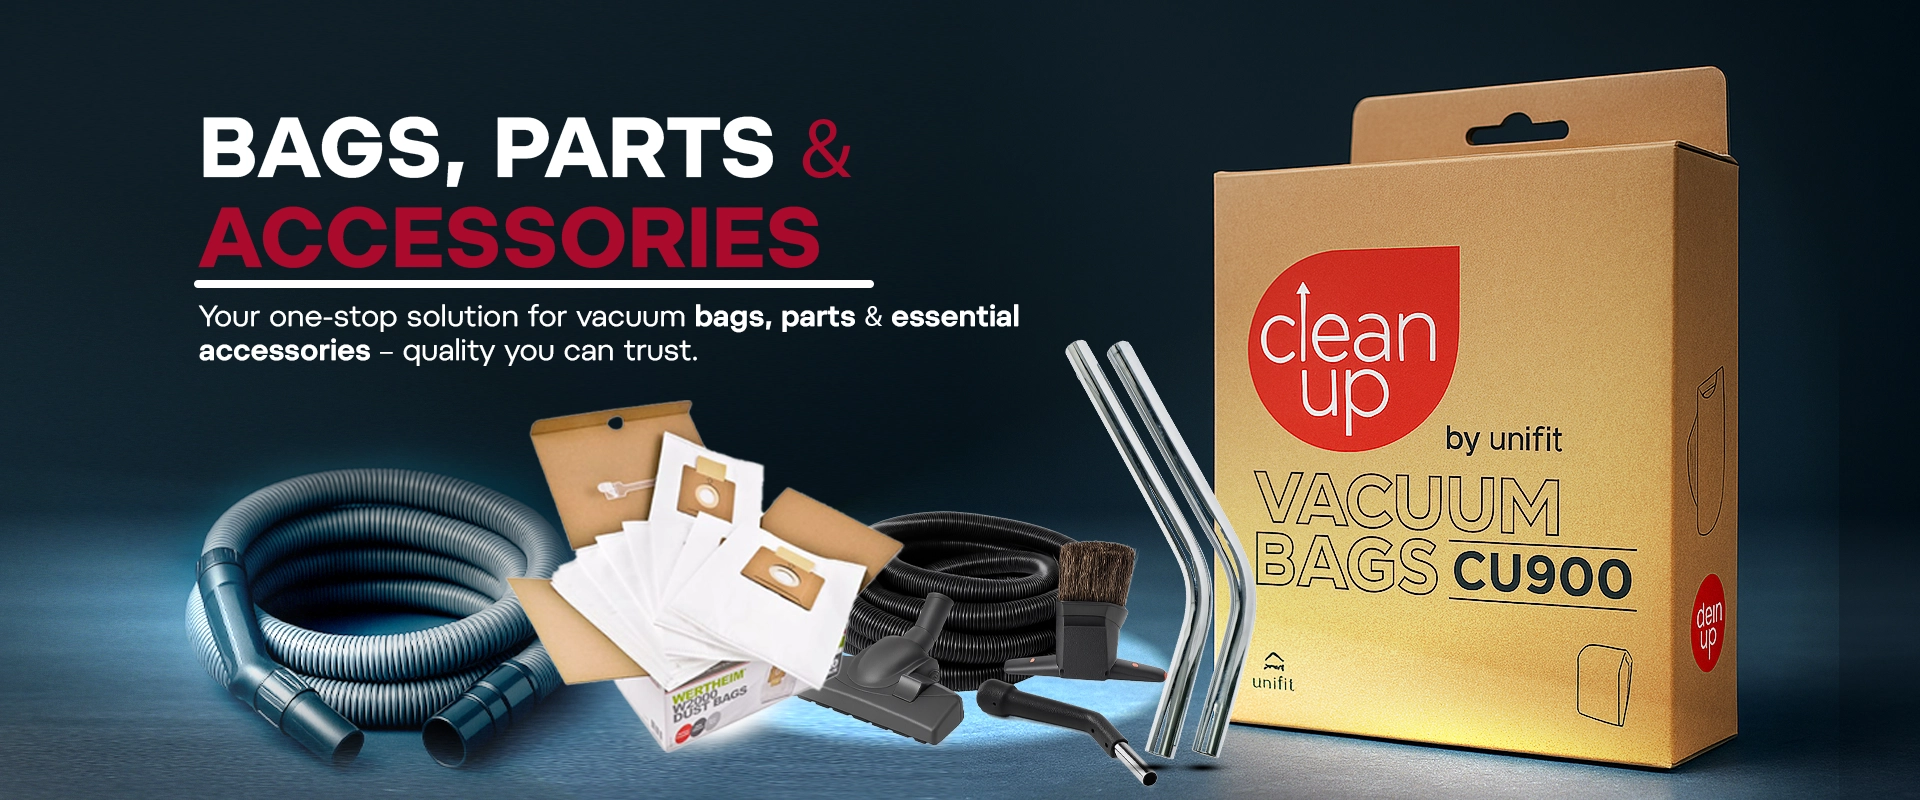 BAGS, PARTS &
ACCESSORIES
Your one-stop solution for vacuum bags, parts & essential
accessories – quality you can trust.
clean
up
by unifit
VACUUM
BAGS CU900
unifit
clean
up
WERTHEIM
W2000
DUST BAGS